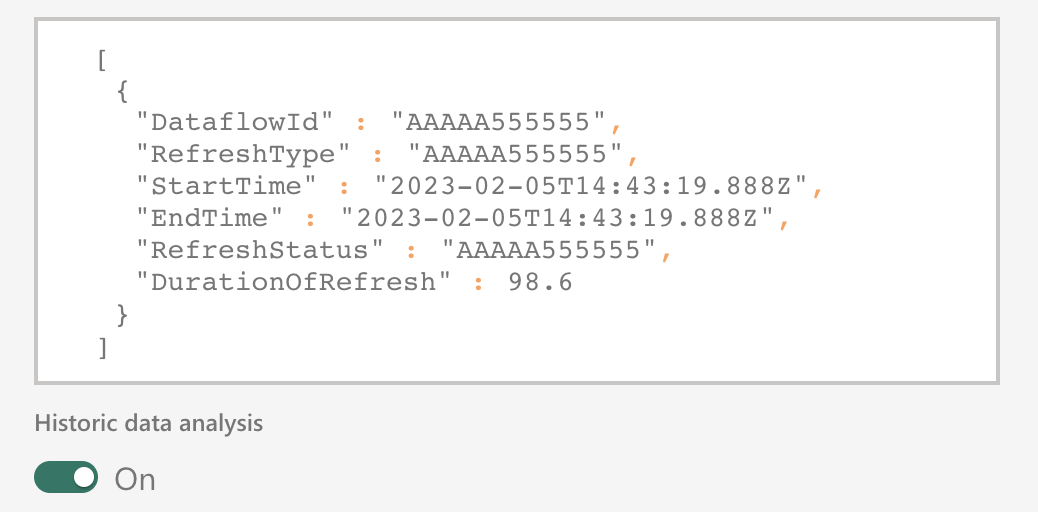 [
{
"DataflowId" : "AAAAA555555",
"RefreshType" : "AAAAA555555",
"StartTime" : "2023-02-05T14:43:19.888Z",
"EndTime" : "2023-02-05T14:43:19.888Z",
"RefreshStatus" : "AAAAA555555",
"DurationOfRefresh" : 98.6
}
]
Historic data analysis
On